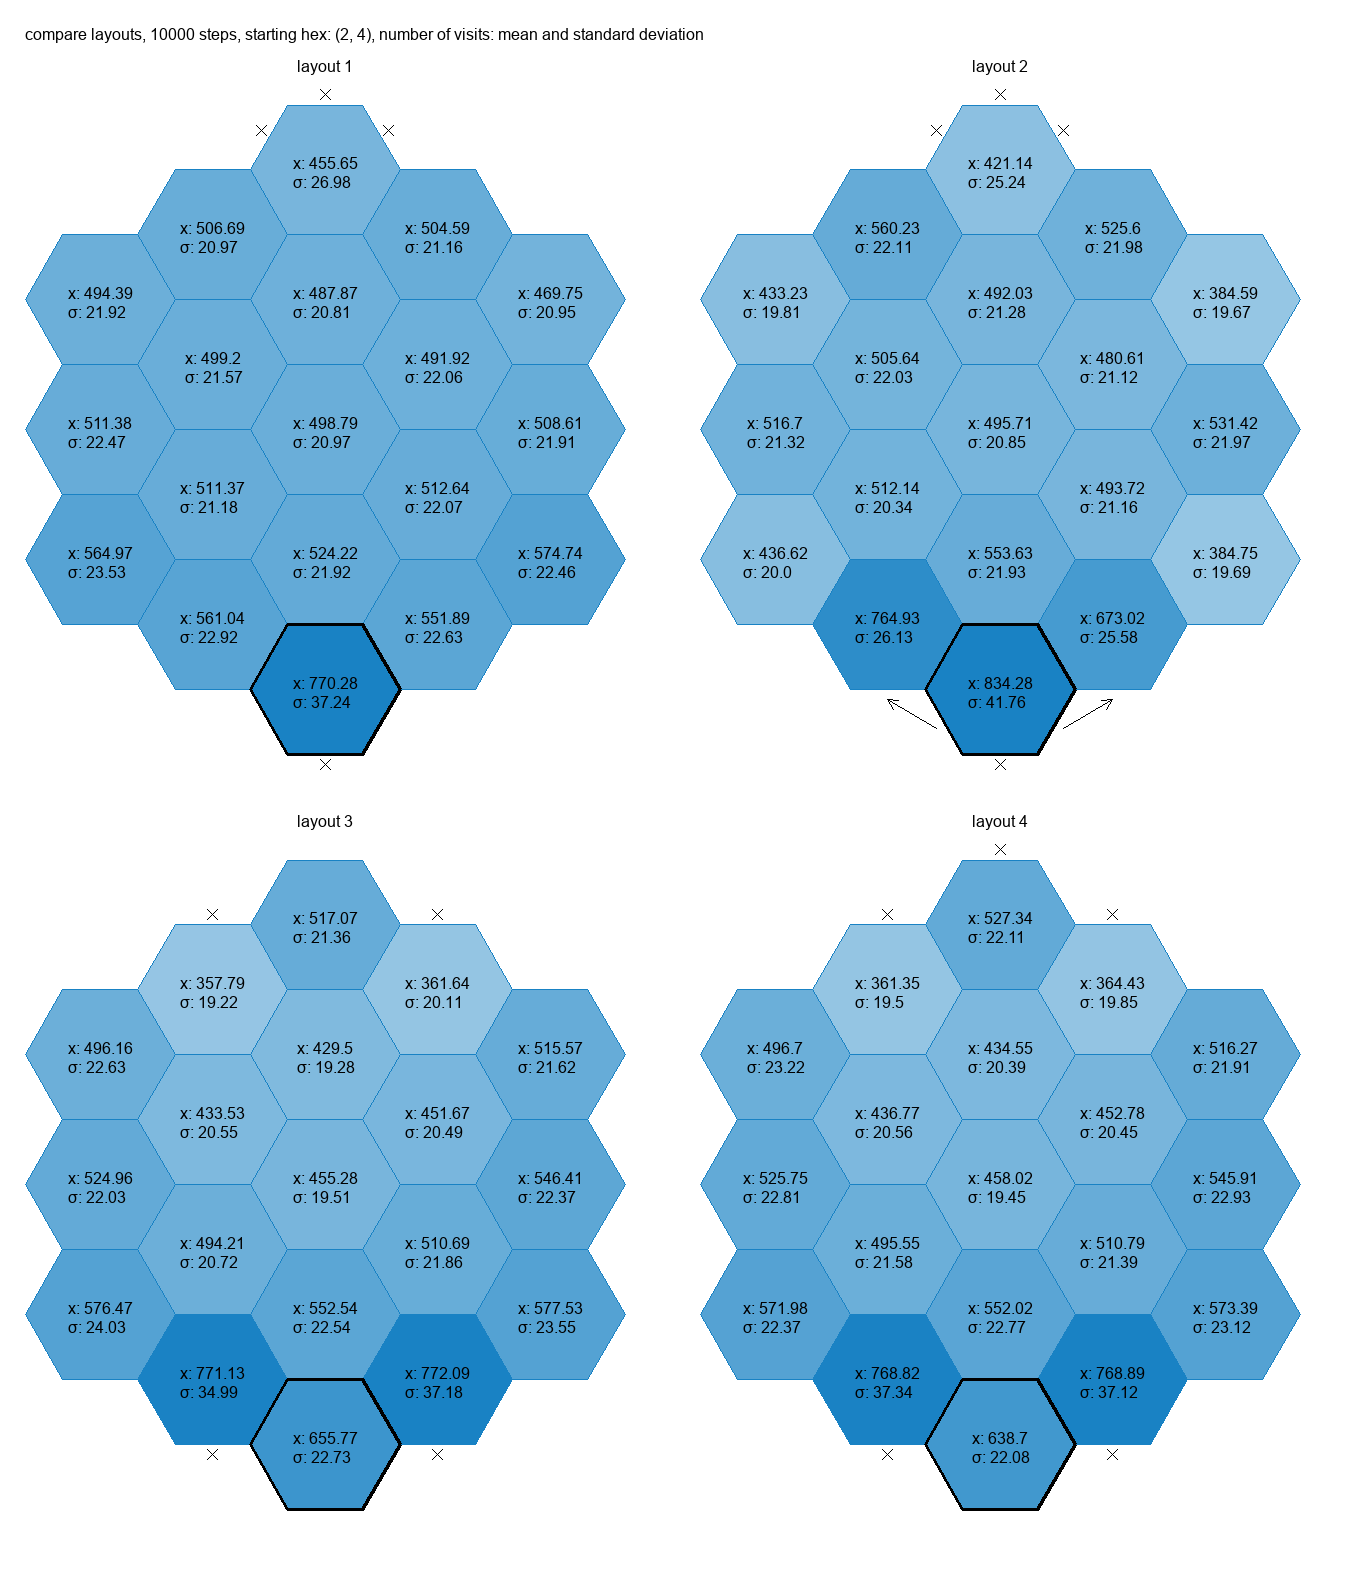 compare layouts, 10000 steps, starting hex: (2, 4), number of visits: mean and standard deviation
layout 1
x: 455.65
σ: 26.98
x: 506.69
σ: 20.97
x: 504.59
σ: 21.16
x: 494.39
σ: 21.92
x: 487.87
σ: 20.81
x: 469.75
σ: 20.95
x: 499.2
σ: 21.57
x: 491.92
σ: 22.06
x: 511.38
σ: 22.47
x: 498.79
σ: 20.97
x: 508.61
σ: 21.91
x: 511.37
σ: 21.18
x: 512.64
σ: 22.07
x: 564.97
σ: 23.53
x: 524.22
σ: 21.92
x: 574.74
σ: 22.46
x: 561.04
σ: 22.92
x: 551.89
σ: 22.63
x: 770.28
σ: 37.24
layout 2
x: 421.14
σ: 25.24
x: 560.23
σ: 22.11
x: 525.6
σ: 21.98
x: 433.23
σ: 19.81
x: 492.03
σ: 21.28
x: 384.59
σ: 19.67
x: 505.64
σ: 22.03
x: 480.61
σ: 21.12
x: 516.7
σ: 21.32
x: 495.71
σ: 20.85
x: 531.42
σ: 21.97
x: 512.14
σ: 20.34
x: 493.72
σ: 21.16
x: 436.62
σ: 20.0
x: 553.63
σ: 21.93
x: 384.75
σ: 19.69
x: 764.93
σ: 26.13
x: 673.02
σ: 25.58
x: 834.28
σ: 41.76
layout 3
x: 517.07
σ: 21.36
x: 357.79
σ: 19.22
x: 361.64
σ: 20.11
x: 496.16
σ: 22.63
x: 429.5
σ: 19.28
x: 515.57
σ: 21.62
x: 433.53
σ: 20.55
x: 451.67
σ: 20.49
x: 524.96
σ: 22.03
x: 455.28
σ: 19.51
x: 546.41
σ: 22.37
x: 494.21
σ: 20.72
x: 510.69
σ: 21.86
x: 576.47
σ: 24.03
x: 552.54
σ: 22.54
x: 577.53
σ: 23.55
x: 771.13
σ: 34.99
x: 772.09
σ: 37.18
x: 655.77
σ: 22.73
layout 4
x: 527.34
σ: 22.11
x: 361.35
σ: 19.5
x: 364.43
σ: 19.85
x: 496.7
σ: 23.22
x: 434.55
σ: 20.39
x: 516.27
σ: 21.91
x: 436.77
σ: 20.56
x: 452.78
σ: 20.45
x: 525.75
σ: 22.81
x: 458.02
σ: 19.45
x: 545.91
σ: 22.93
x: 495.55
σ: 21.58
x: 510.79
σ: 21.39
x: 571.98
σ: 22.37
x: 552.02
σ: 22.77
x: 573.39
σ: 23.12
x: 768.82
σ: 37.34
x: 768.89
σ: 37.12
x: 638.7
σ: 22.08